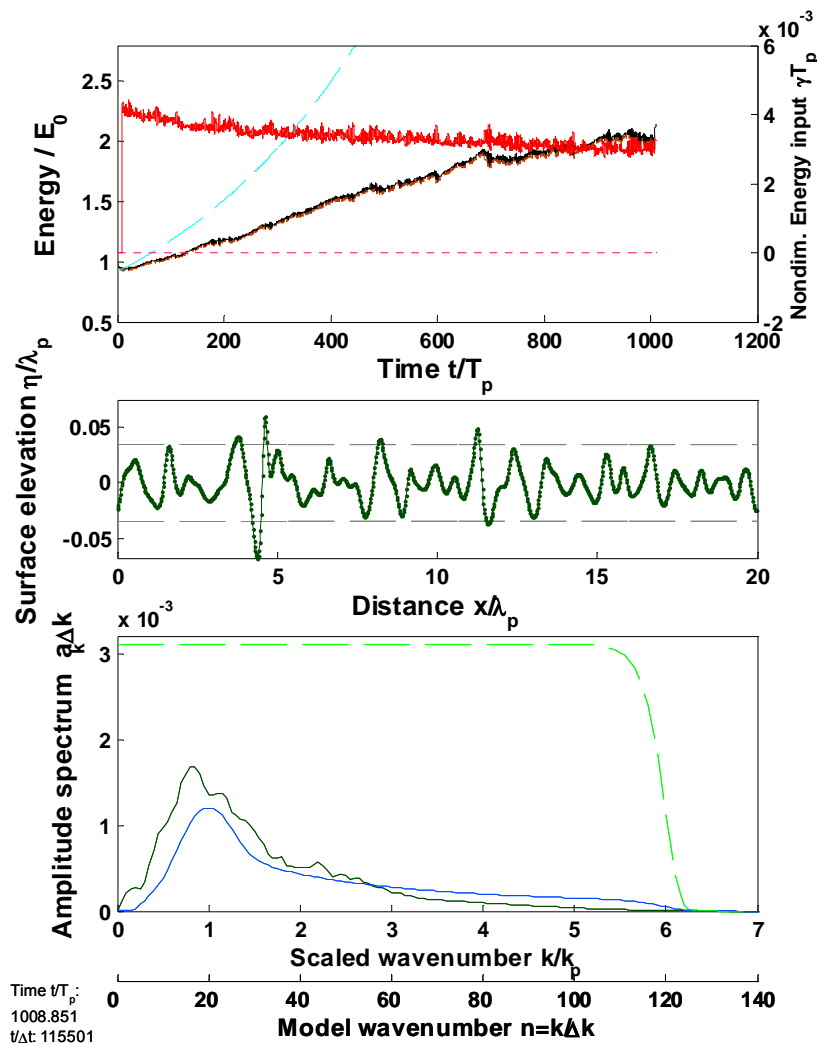 x 10^-3
2.5
2
1.5
1
0.5
Energy / E_0
6
4
2
0
-2
Nondim. Energy input γT_p
0 200 400 600 800 1000 1200
Time t/T_p
Surface elevation η/λ_p
0.05
0
-0.05
0 5 10 15 20
Distance x/λ_p
x 10^-3
3
2
1
0
Amplitude spectrum a_kΔk
0 1 2 3 4 5 6 7
Scaled wavenumber k/k_p
0 20 40 60 80 100 120 140
Model wavenumber n=k/Δk
Time t/T_p:
1008.851
t/Δt: 115501